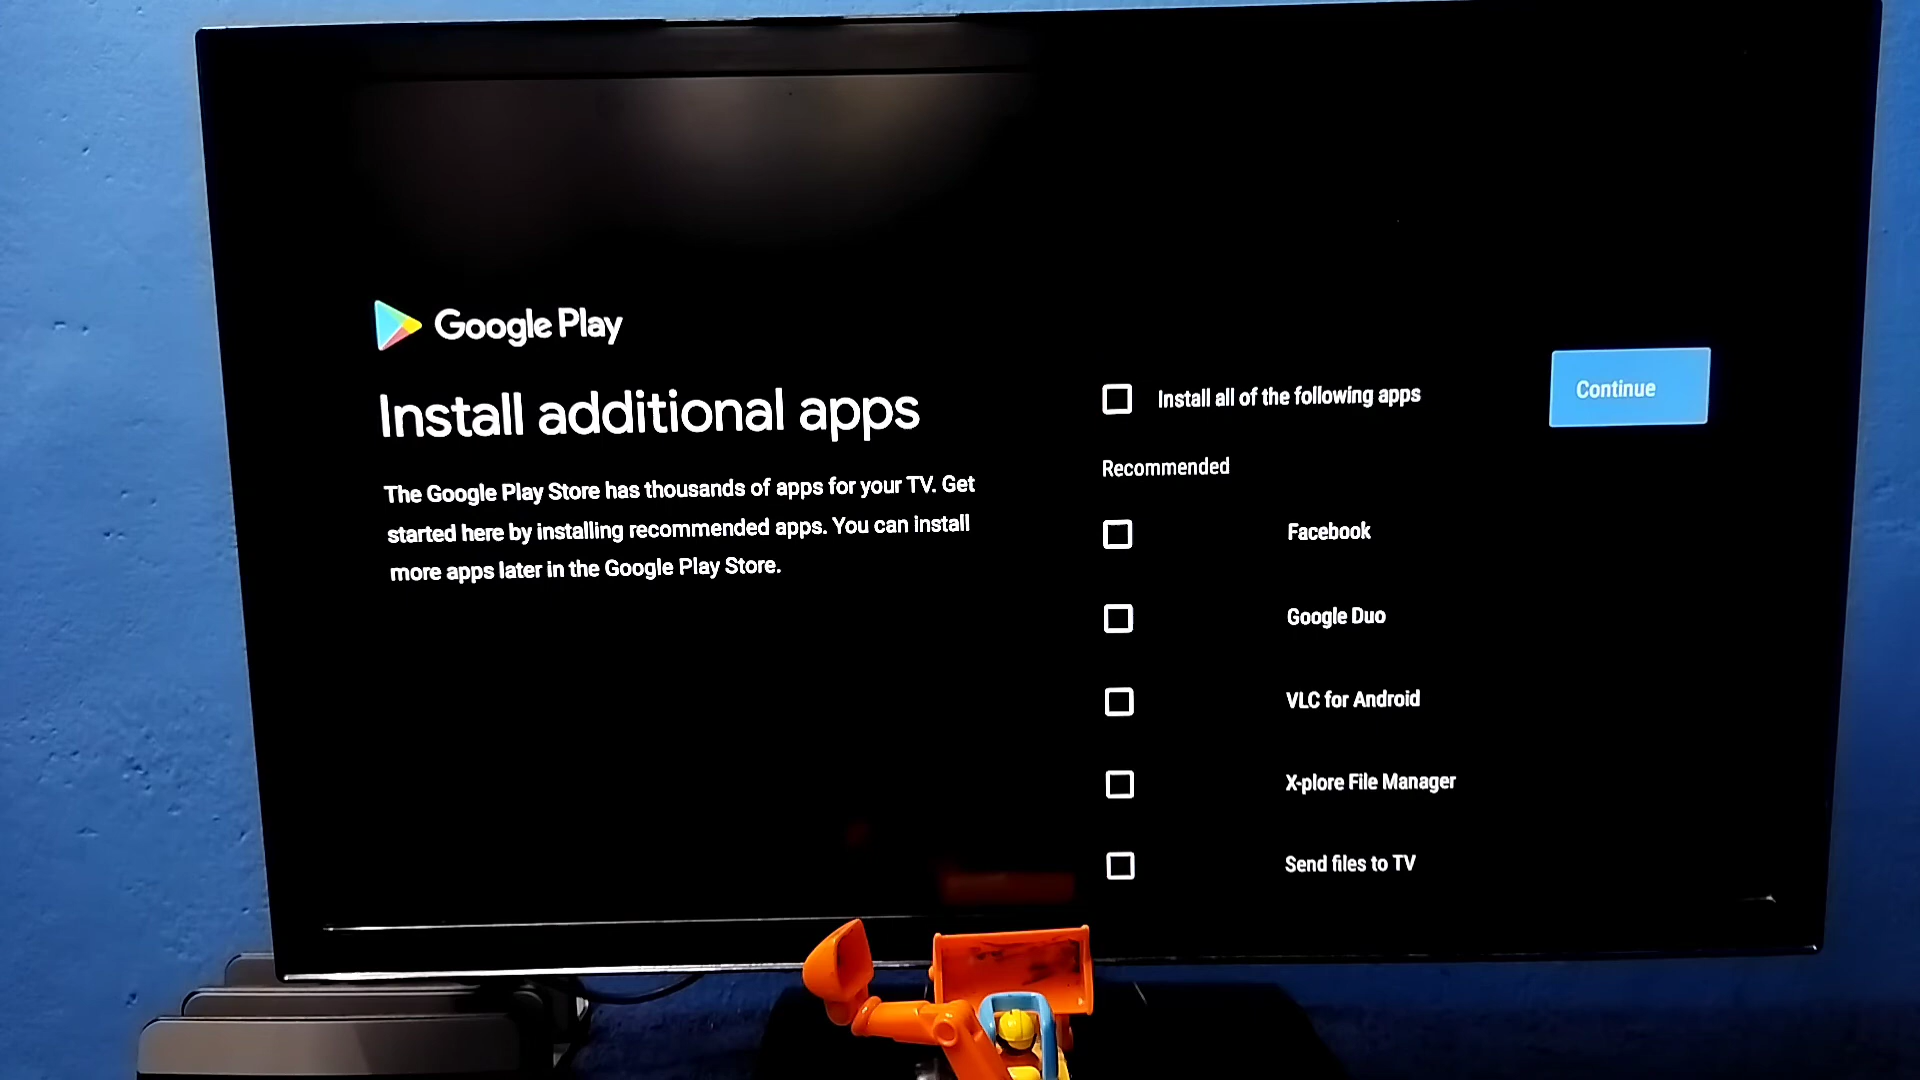 Google Play
Install additional apps
The Google Play Store has thousands of apps for your TV. Get
started here by installing recommended apps. You can install
more apps later in the Google Play Store.
Install all of the following apps
Continue
Recommended
Facebook
Google Duo
VLC for Android
X-plore File Manager
Send files to TV